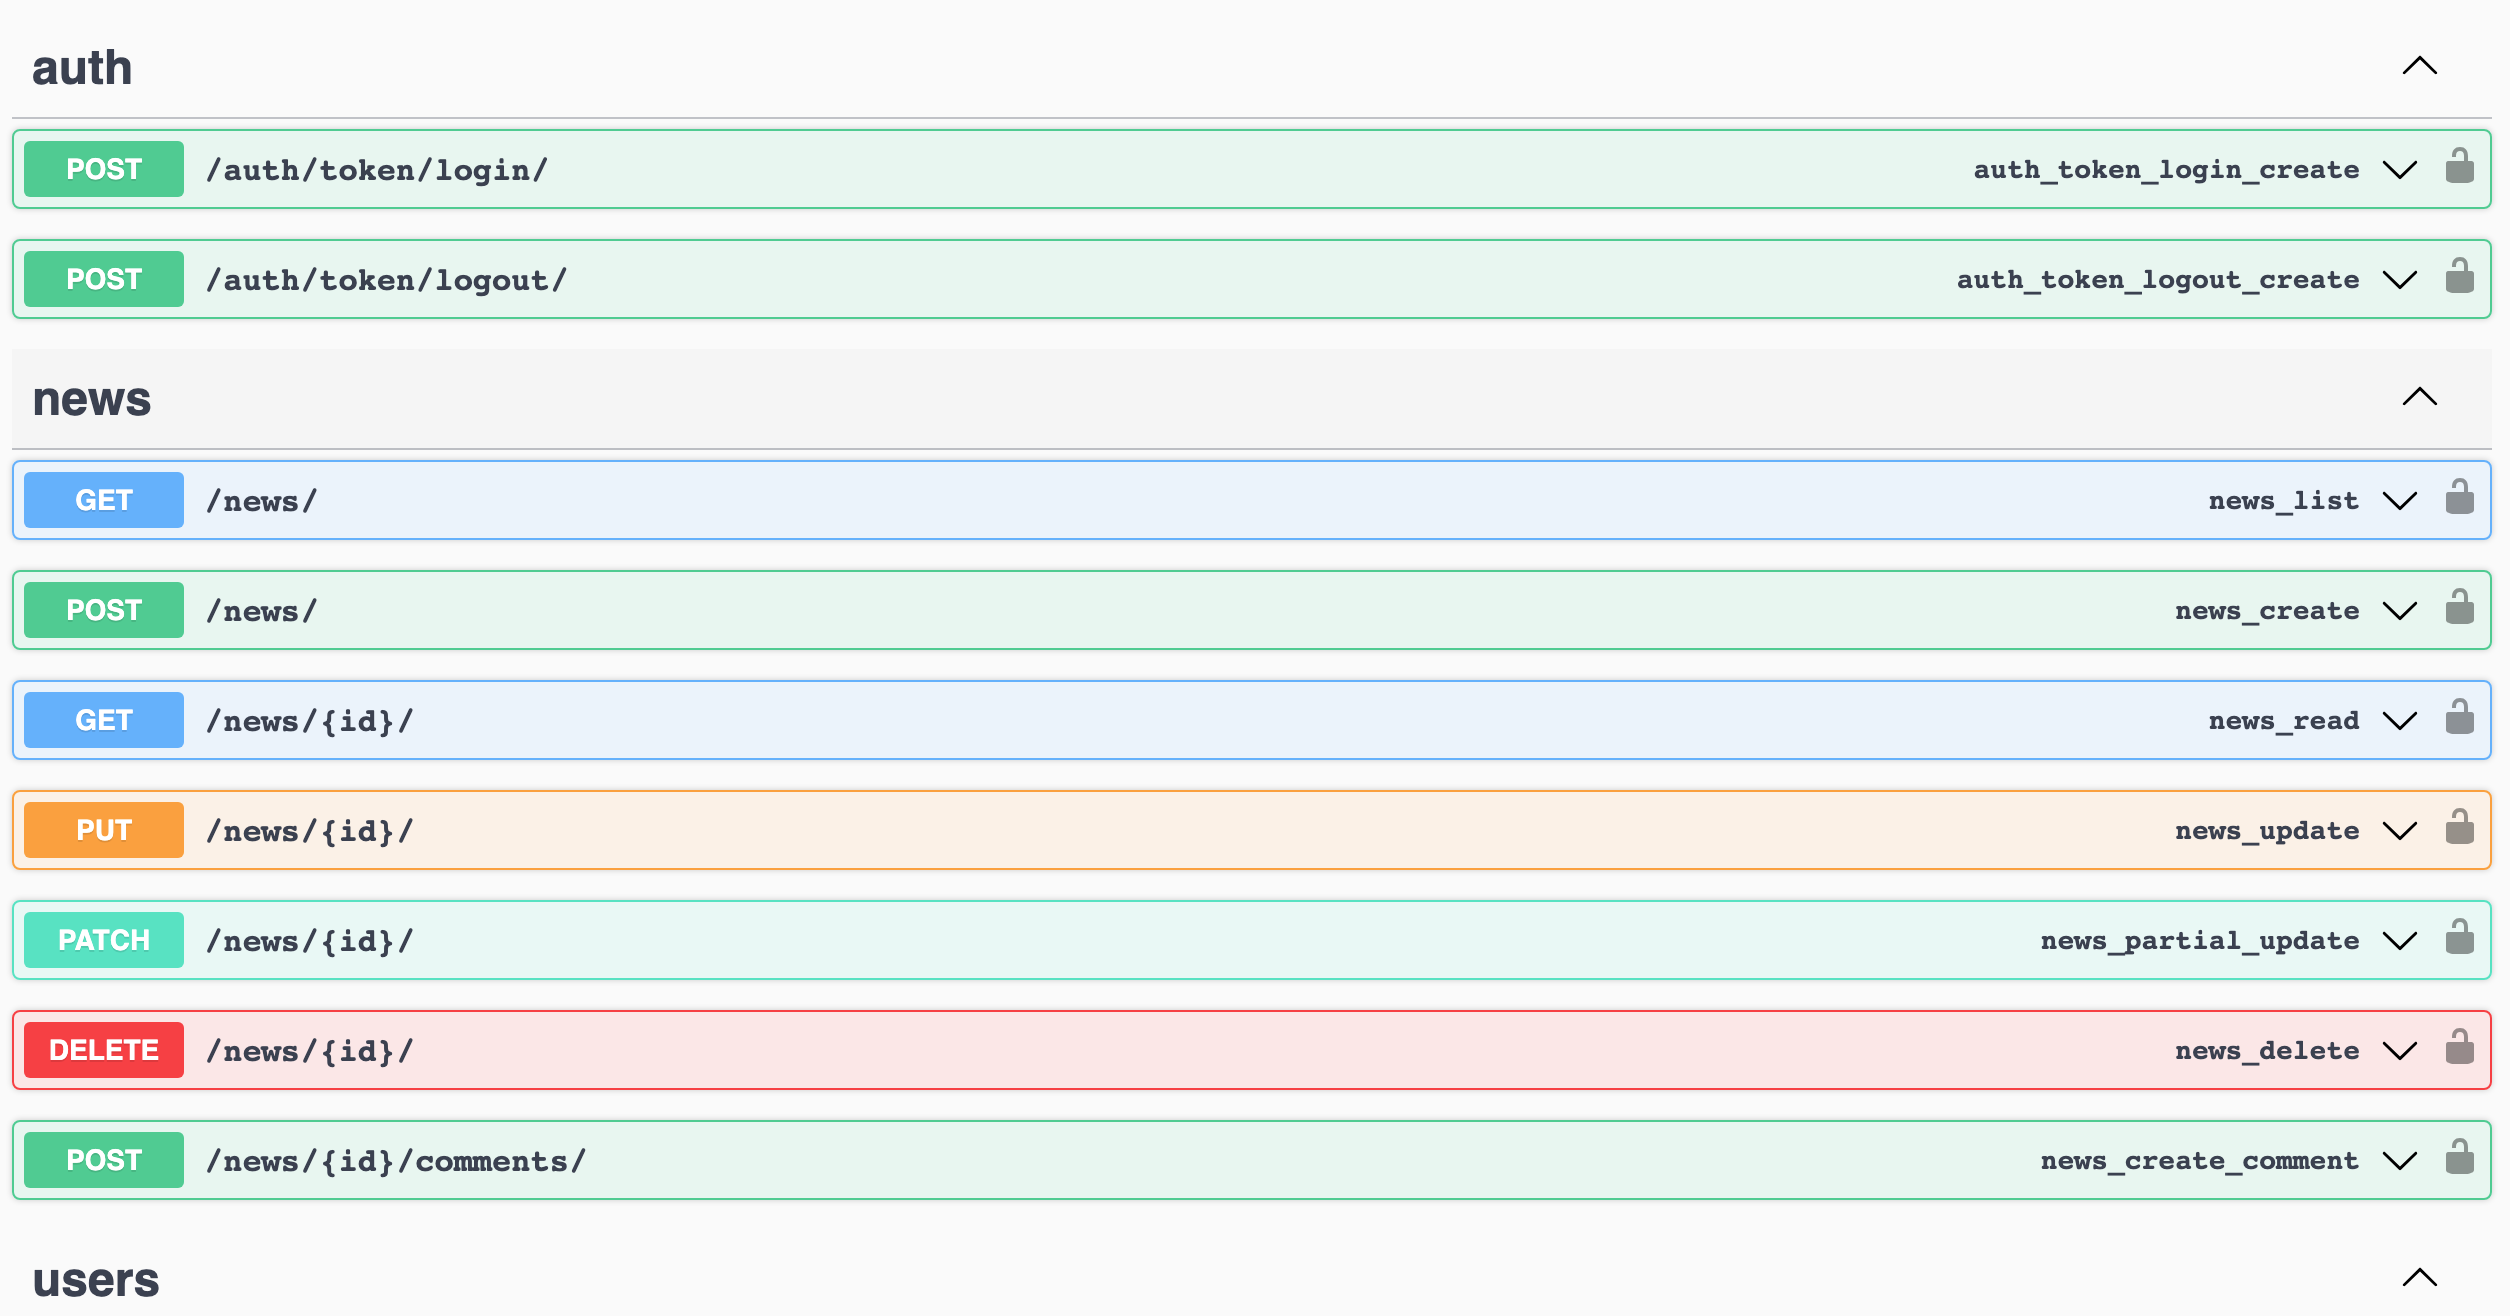 auth
POST /auth/token/login/ auth_token_login_create
POST /auth/token/logout/ auth_token_logout_create
news
GET /news/ news_list
POST /news/ news_create
GET /news/{id}/ news_read
PUT /news/{id}/ news_update
PATCH /news/{id}/ news_partial_update
DELETE /news/{id}/ news_delete
POST /news/{id}/comments/ news_create_comment
users